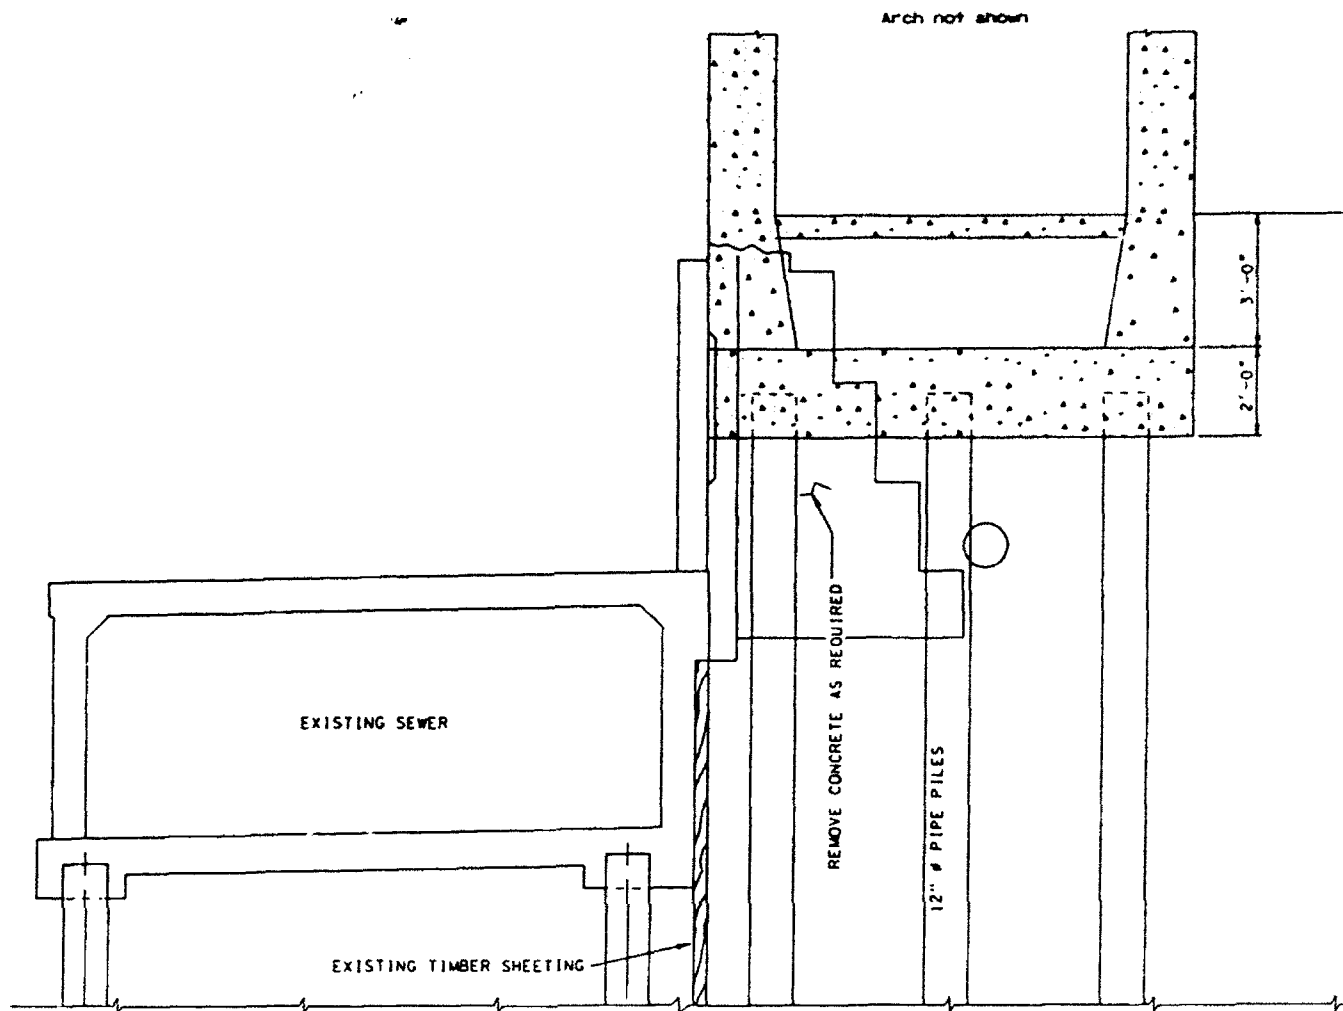 Arch not shown
3'-0"
2'-0"
REMOVE CONCRETE AS REQUIRED
EXISTING SEWER
12" ø PIPE PILES
EXISTING TIMBER SHEETING